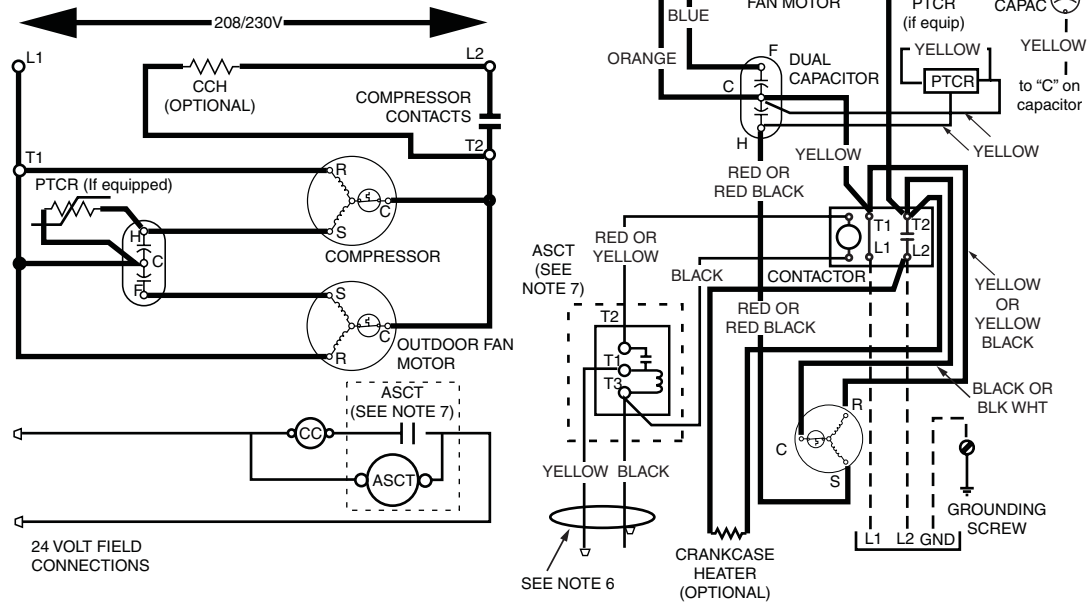 208/230V
L1
L2
CCH
(OPTIONAL)
COMPRESSOR
CONTACTS
T1
T2
PTCR (If equipped)
R
C
S
H
C
F
COMPRESSOR
S
C
R
OUTDOOR FAN
MOTOR
ASCT
(SEE NOTE 7)
CC
ASCT
24 VOLT FIELD
CONNECTIONS
BLUE
FAN MOTOR
PTCR
(if equip)
CAPAC
ORANGE
F
DUAL
CAPACITOR
C
H
YELLOW
PTCR
YELLOW
to “C” on
capacitor
YELLOW
YELLOW
RED OR
RED BLACK
T1
T2
L1
L2
CONTACTOR
ASCT
(SEE
NOTE 7)
RED OR
YELLOW
BLACK
RED OR
RED BLACK
YELLOW
OR
YELLOW
BLACK
T2
T1
T3
BLACK OR
BLK WHT
R
C
S
YELLOW
BLACK
GROUNDING
SCREW
L1
L2
GND
CRANKCASE
HEATER
(OPTIONAL)
SEE NOTE 6